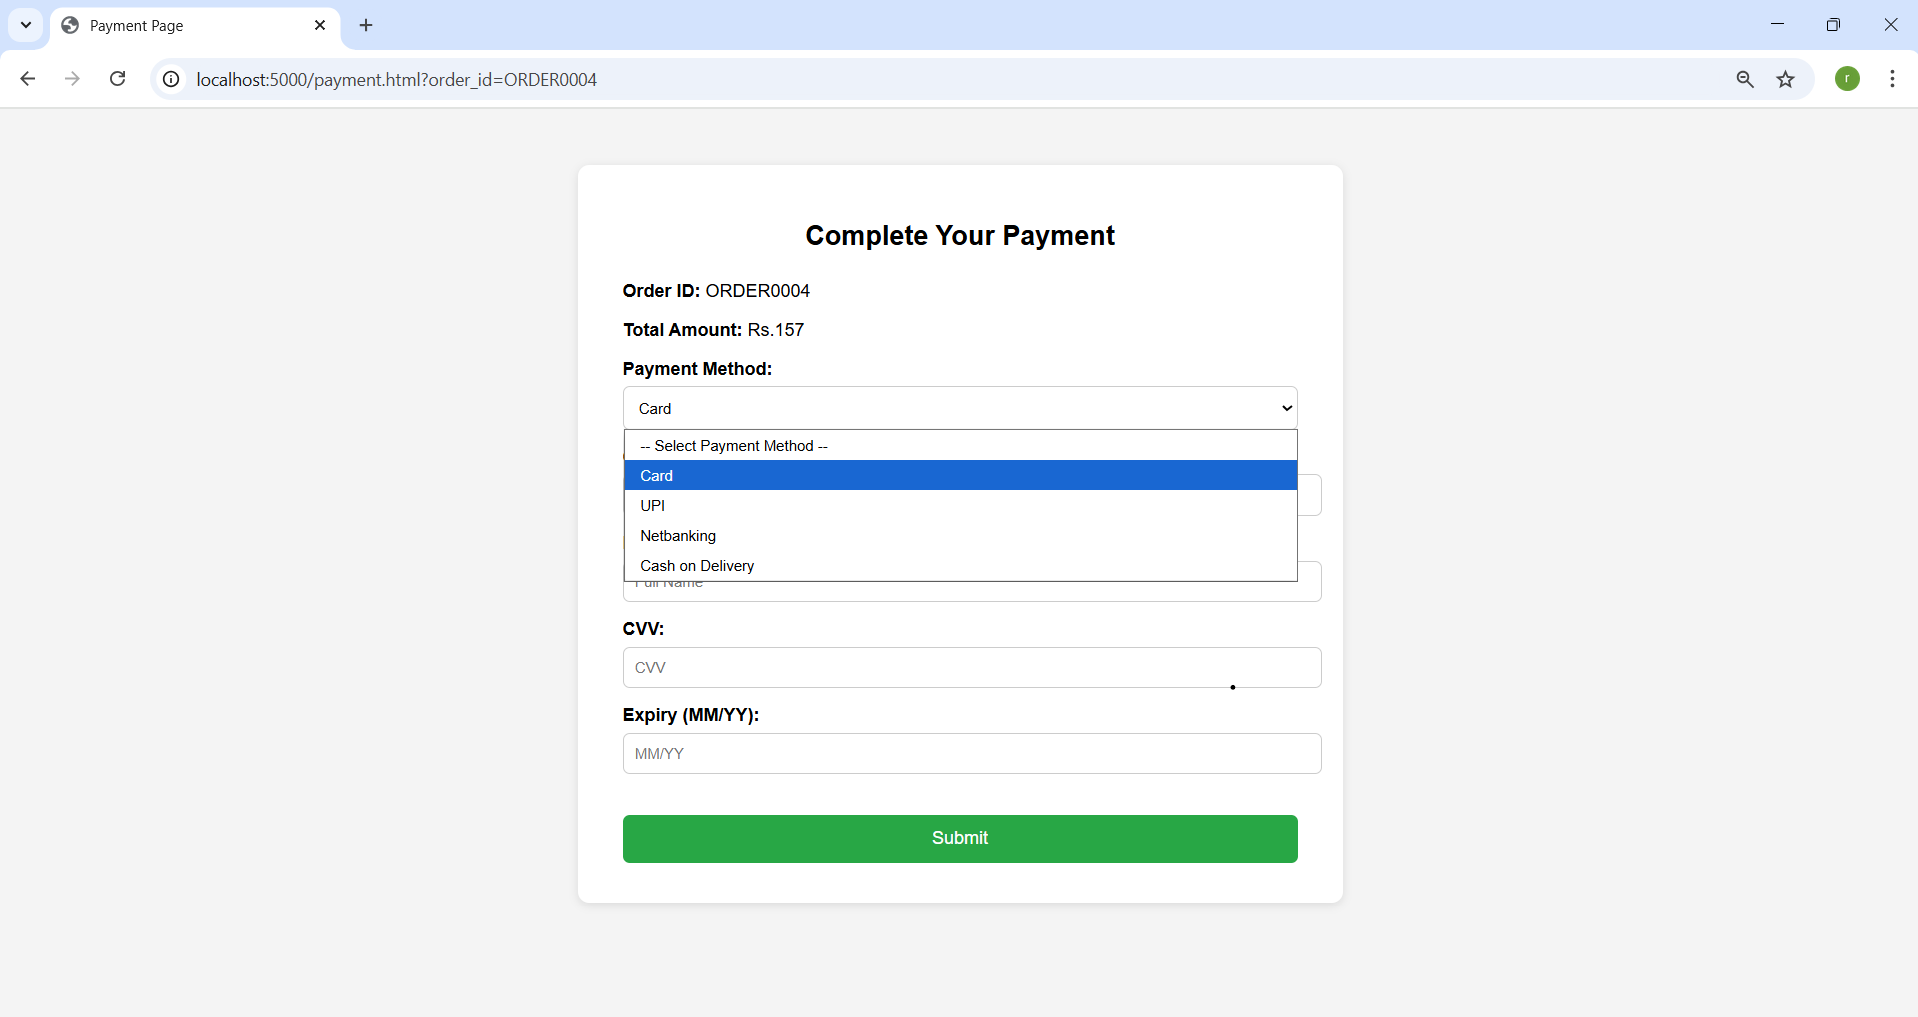 Payment Page
localhost:5000/payment.html?order_id=ORDER0004
r
Complete Your Payment
Order ID: ORDER0004
Total Amount: Rs.157
Payment Method:
Card
-- Select Payment Method --
Card
UPI
Netbanking
Cash on Delivery
Full Name
CVV:
CVV
Expiry (MM/YY):
MM/YY
Submit